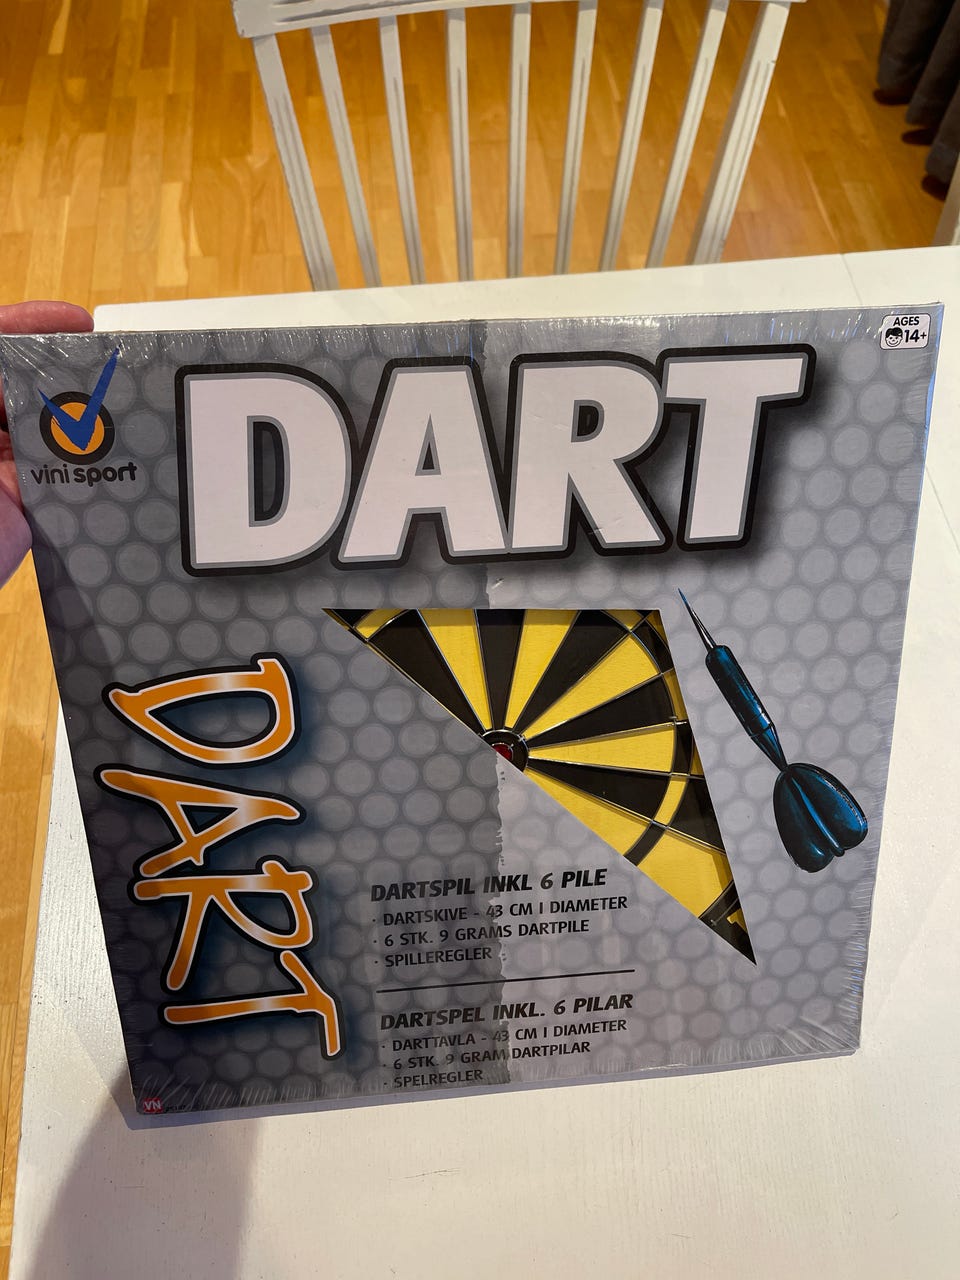 AGES
14+
vini sport
DART
DART
DARTSPIL INKL 6 PILE
· DARTSKIVE - 43 CM I DIAMETER
· 6 STK. 9 GRAMS DARTPILE
· SPILLEREGLER
DARTSPEL INKL. 6 PILAR
· DARTTAVLA - 43 CM I DIAMETER
· 6 STK. 9 GRAM DARTPILAR
· SPELREGLER
VN